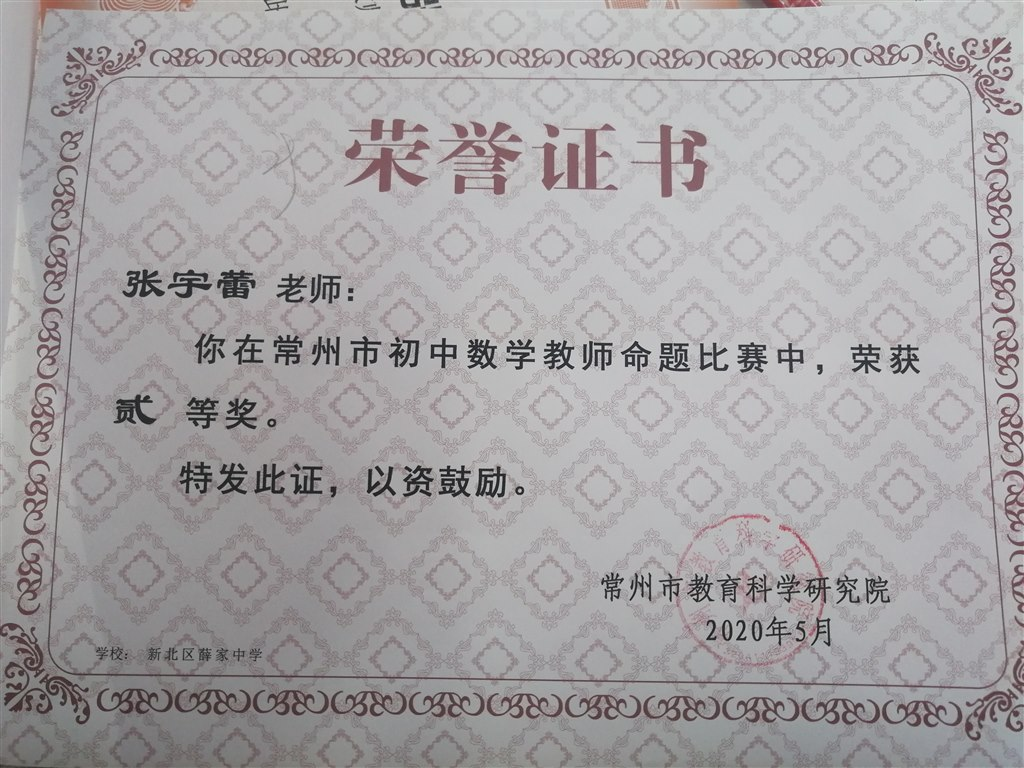 荣誉证书
张宇蕾 老师：
你在常州市初中数学教师命题比赛中，荣获
贰 等奖。
特发此证，以资鼓励。
常州市教育科学研究院
2020年5月
学校： 新北区薛家中学